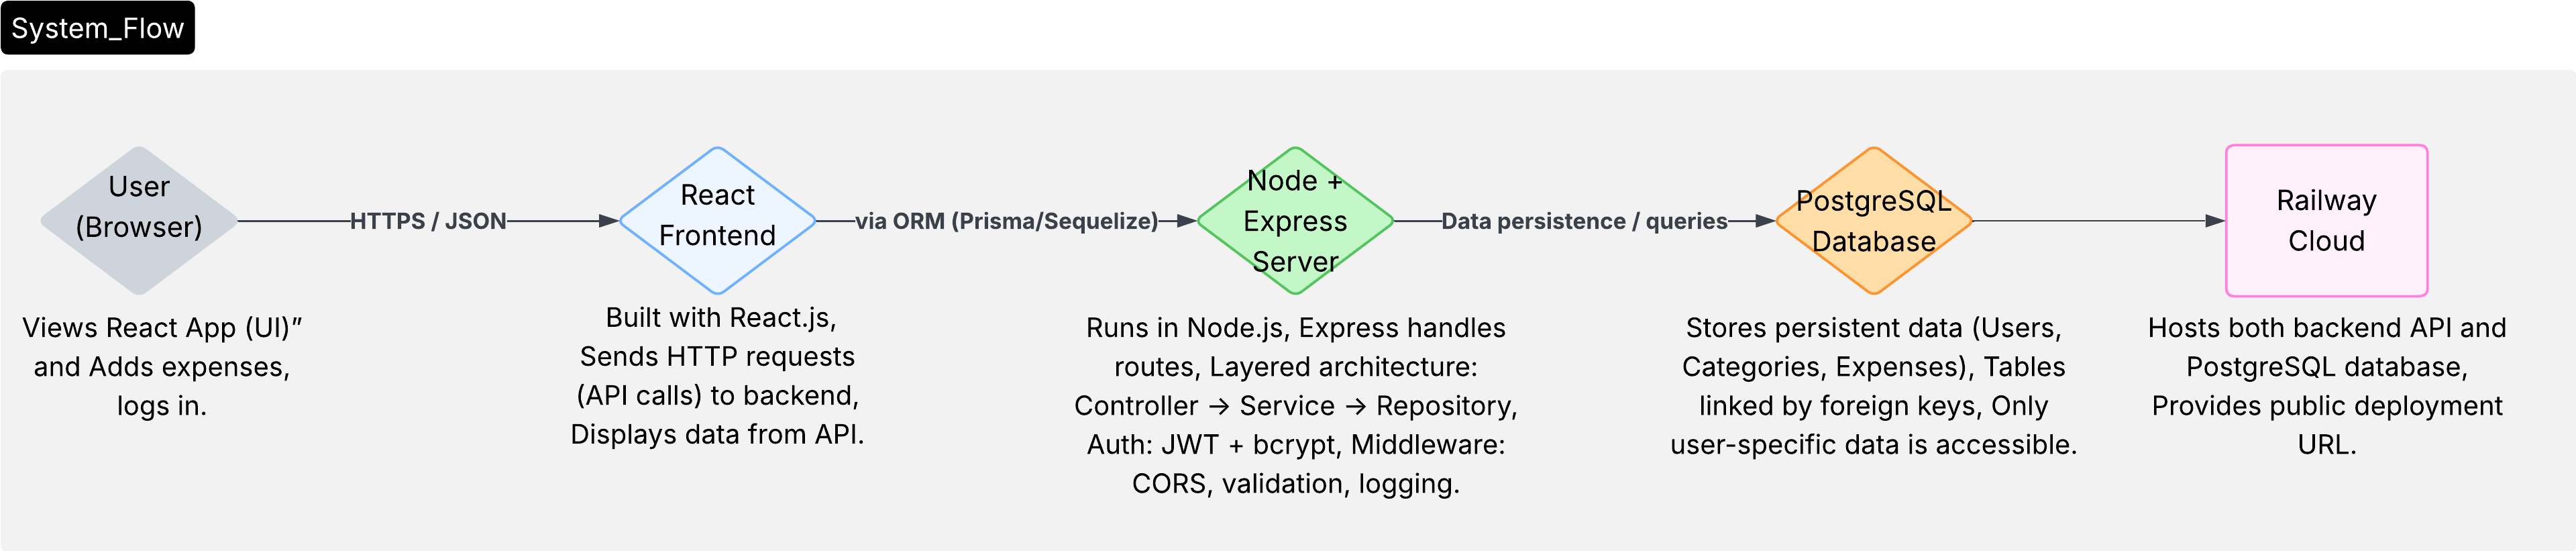 System_Flow
User
(Browser)
HTTPS / JSON
React
Frontend
via ORM (Prisma/Sequelize)
Node +
Express
Server
Data persistence / queries
PostgreSQL
Database
Railway
Cloud
Views React App (UI)”
and Adds expenses,
logs in.
Built with React.js,
Sends HTTP requests
(API calls) to backend,
Displays data from API.
Runs in Node.js, Express handles
routes, Layered architecture:
Controller → Service → Repository,
Auth: JWT + bcrypt, Middleware:
CORS, validation, logging.
Stores persistent data (Users,
Categories, Expenses), Tables
linked by foreign keys, Only
user-specific data is accessible.
Hosts both backend API and
PostgreSQL database,
Provides public deployment
URL.